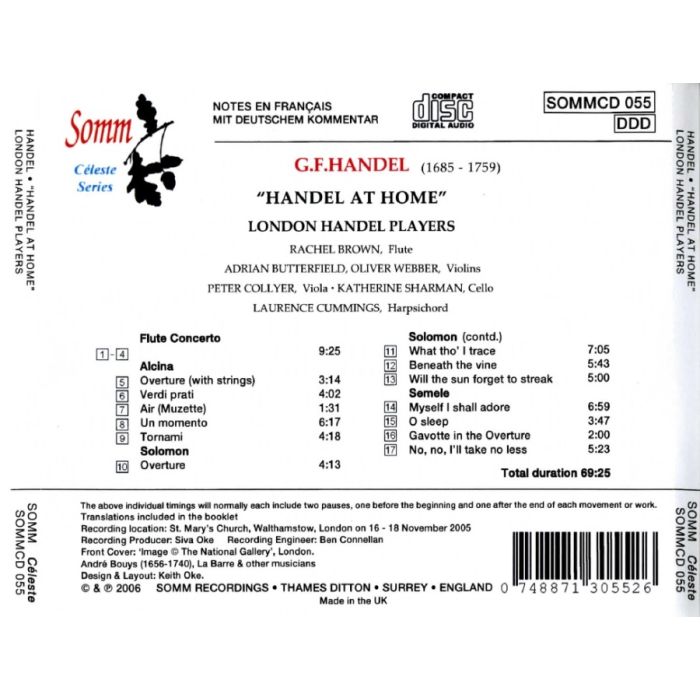 Somm
Céleste
Series
NOTES EN FRANÇAIS
MIT DEUTSCHEM KOMMENTAR
COMPACT
disc
DIGITAL AUDIO
SOMMCD 055
DDD
G.F.HANDEL (1685 - 1759)
"HANDEL AT HOME"
LONDON HANDEL PLAYERS
RACHEL BROWN, Flute
ADRIAN BUTTERFIELD, OLIVER WEBBER, Violins
PETER COLLYER, Viola • KATHERINE SHARMAN, Cello
LAURENCE CUMMINGS, Harpsichord
Flute Concerto
1 - 4 9:25
Alcina
5 Overture (with strings) 3:14
6 Verdi prati 4:02
7 Air (Muzette) 1:31
8 Un momento 6:17
9 Tornami 4:18
Solomon
10 Overture 4:13
Solomon (contd.)
11 What tho' I trace 7:05
12 Beneath the vine 5:43
13 Will the sun forget to streak 5:00
Semele
14 Myself I shall adore 6:59
15 O sleep 3:47
16 Gavotte in the Overture 2:00
17 No, no, I'll take no less 5:23
Total duration 69:25
The above individual timings will normally each include two pauses, one before the beginning and one after the end of each movement or work.
Translations included in the booklet
Recording location: St. Mary's Church, Walthamstow, London on 16 - 18 November 2005
Recording Producer: Siva Oke Recording Engineer: Ben Connellan
Front Cover: 'Image © The National Gallery', London.
André Bouys (1656-1740), La Barre & other musicians
Design & Layout: Keith Oke.
© & ℗ 2006 SOMM RECORDINGS • THAMES DITTON • SURREY • ENGLAND
Made in the UK
0 748871 305526
HANDEL • "HANDEL AT HOME"
LONDON HANDEL PLAYERS
SOMM Céleste
SOMMCD 055
HANDEL • "HANDEL AT HOME"
LONDON HANDEL PLAYERS
SOMM Céleste
SOMMCD 055